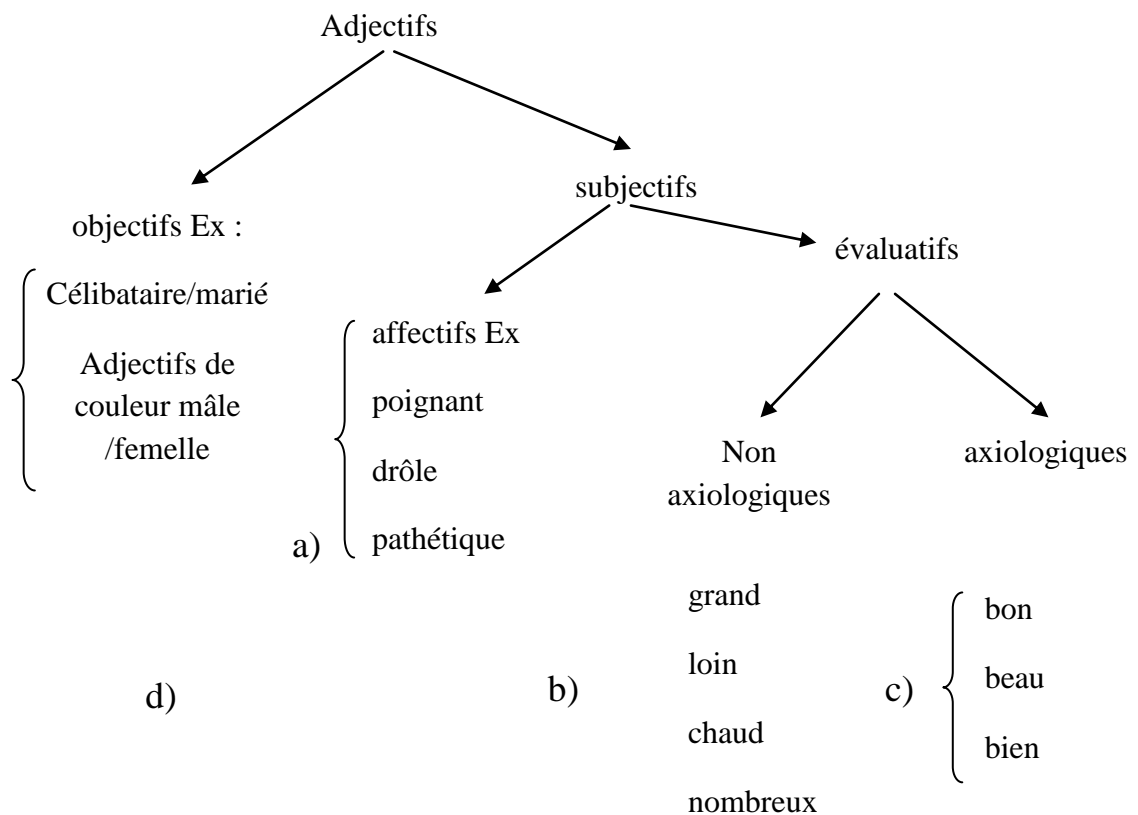 Adjectifs
subjectifs
objectifs Ex :
évaluatifs
Célibataire/marié
Adjectifs de
couleur mâle
/femelle
affectifs Ex
poignant
drôle
a) pathétique
Non
axiologiques
axiologiques
grand
loin
chaud
nombreux
bon
beau
bien
d)
b)
c)